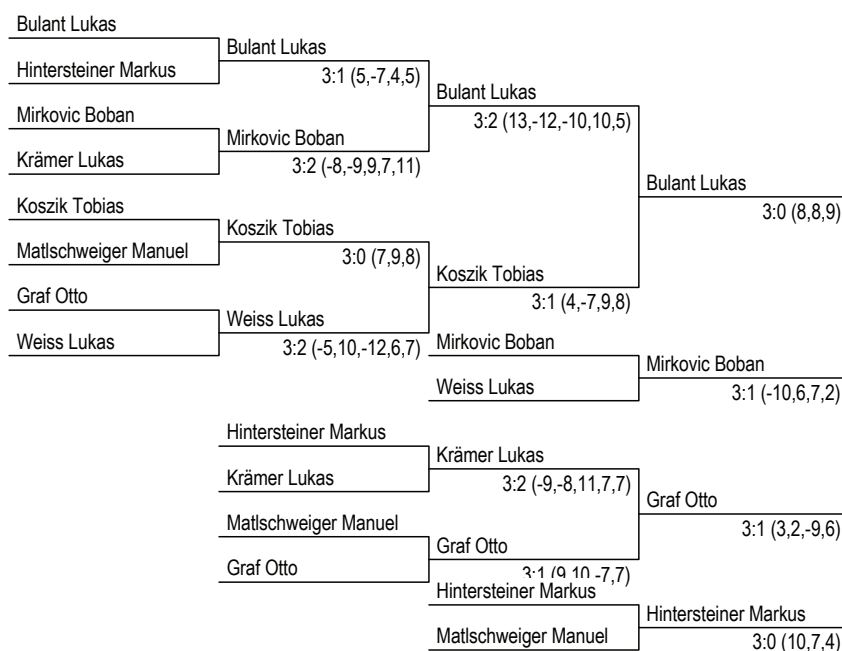 Bulant Lukas
Hintersteiner Markus
Bulant Lukas
3:1 (5,-7,4,5)
Mirkovic Boban
Krämer Lukas
Mirkovic Boban
3:2 (-8,-9,9,7,11)
Bulant Lukas
3:2 (13,-12,-10,10,5)
Koszik Tobias
Matlschweiger Manuel
Koszik Tobias
3:0 (7,9,8)
Graf Otto
Weiss Lukas
Weiss Lukas
3:2 (-5,10,-12,6,7)
Koszik Tobias
3:1 (4,-7,9,8)
Bulant Lukas
3:0 (8,8,9)
Mirkovic Boban
Weiss Lukas
Mirkovic Boban
3:1 (-10,6,7,2)
Hintersteiner Markus
Krämer Lukas
Krämer Lukas
3:2 (-9,-8,11,7,7)
Matlschweiger Manuel
Graf Otto
Graf Otto
3:1 (9,10,-7,7)
Graf Otto
3:1 (3,2,-9,6)
Hintersteiner Markus
Matlschweiger Manuel
Hintersteiner Markus
3:0 (10,7,4)